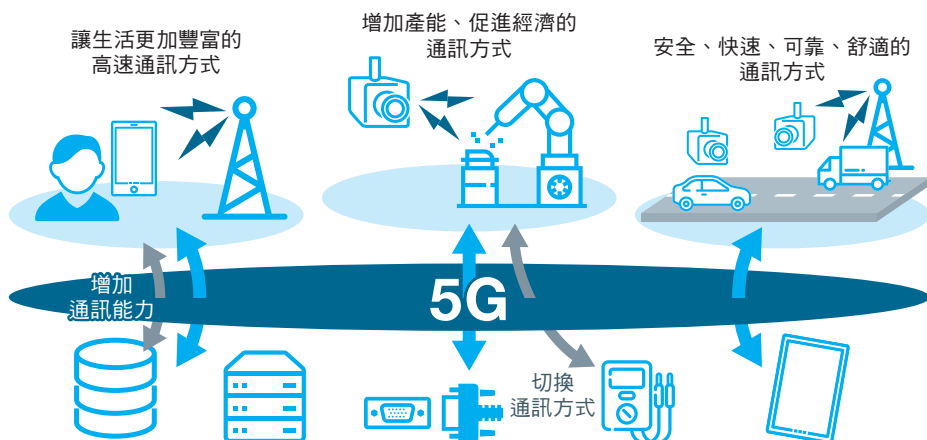 讓生活更加豐富的
高速通訊方式
增加產能、促進經濟的
通訊方式
安全、快速、可靠、舒適的
通訊方式
增加
通訊能力
5G
切換
通訊方式